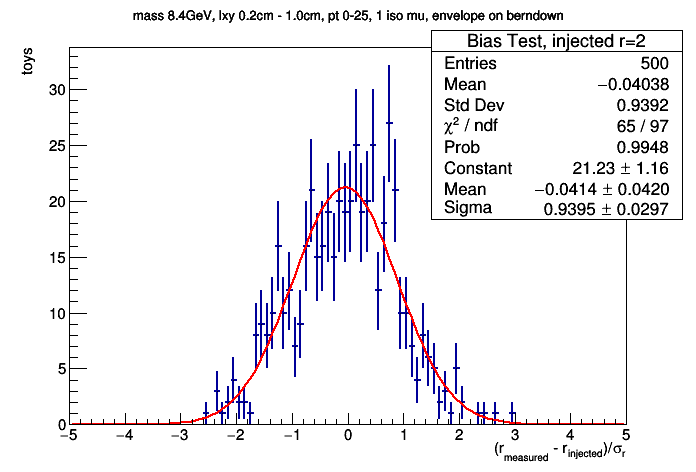 mass 8.4GeV, lxy 0.2cm - 1.0cm, pt 0-25, 1 iso mu, envelope on berndown
Bias Test, injected r=2
Entries 500
Mean −0.04038
Std Dev 0.9392
χ² / ndf 65 / 97
Prob 0.9948
Constant 21.23 ± 1.16
Mean −0.0414 ± 0.0420
Sigma 0.9395 ± 0.0297
toys
30
25
20
15
10
5
0
−5 −4 −3 −2 −1 0 1 2 3 4 5
(r_measured - r_injected)/σ_r